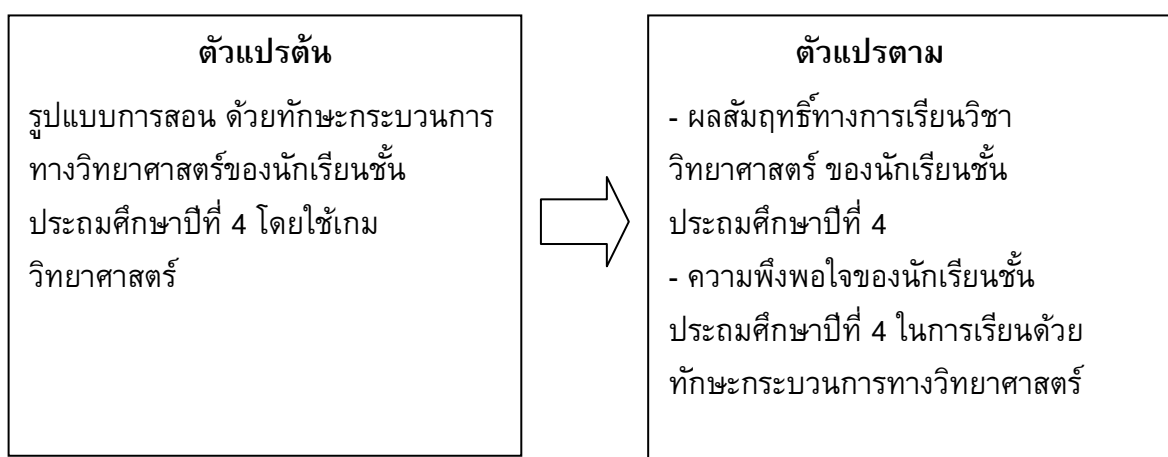 ตัวแปรต้น
รูปแบบการสอน ด้วยทักษะกระบวนการ
ทางวิทยาศาสตร์ของนักเรียนชั้น
ประถมศึกษาปีที่ 4 โดยใช้เกม
วิทยาศาสตร์
ตัวแปรตาม
- ผลสัมฤทธิ์ทางการเรียนวิชา
วิทยาศาสตร์ ของนักเรียนชั้น
ประถมศึกษาปีที่ 4
- ความพึงพอใจของนักเรียนชั้น
ประถมศึกษาปีที่ 4 ในการเรียนด้วย
ทักษะกระบวนการทางวิทยาศาสตร์